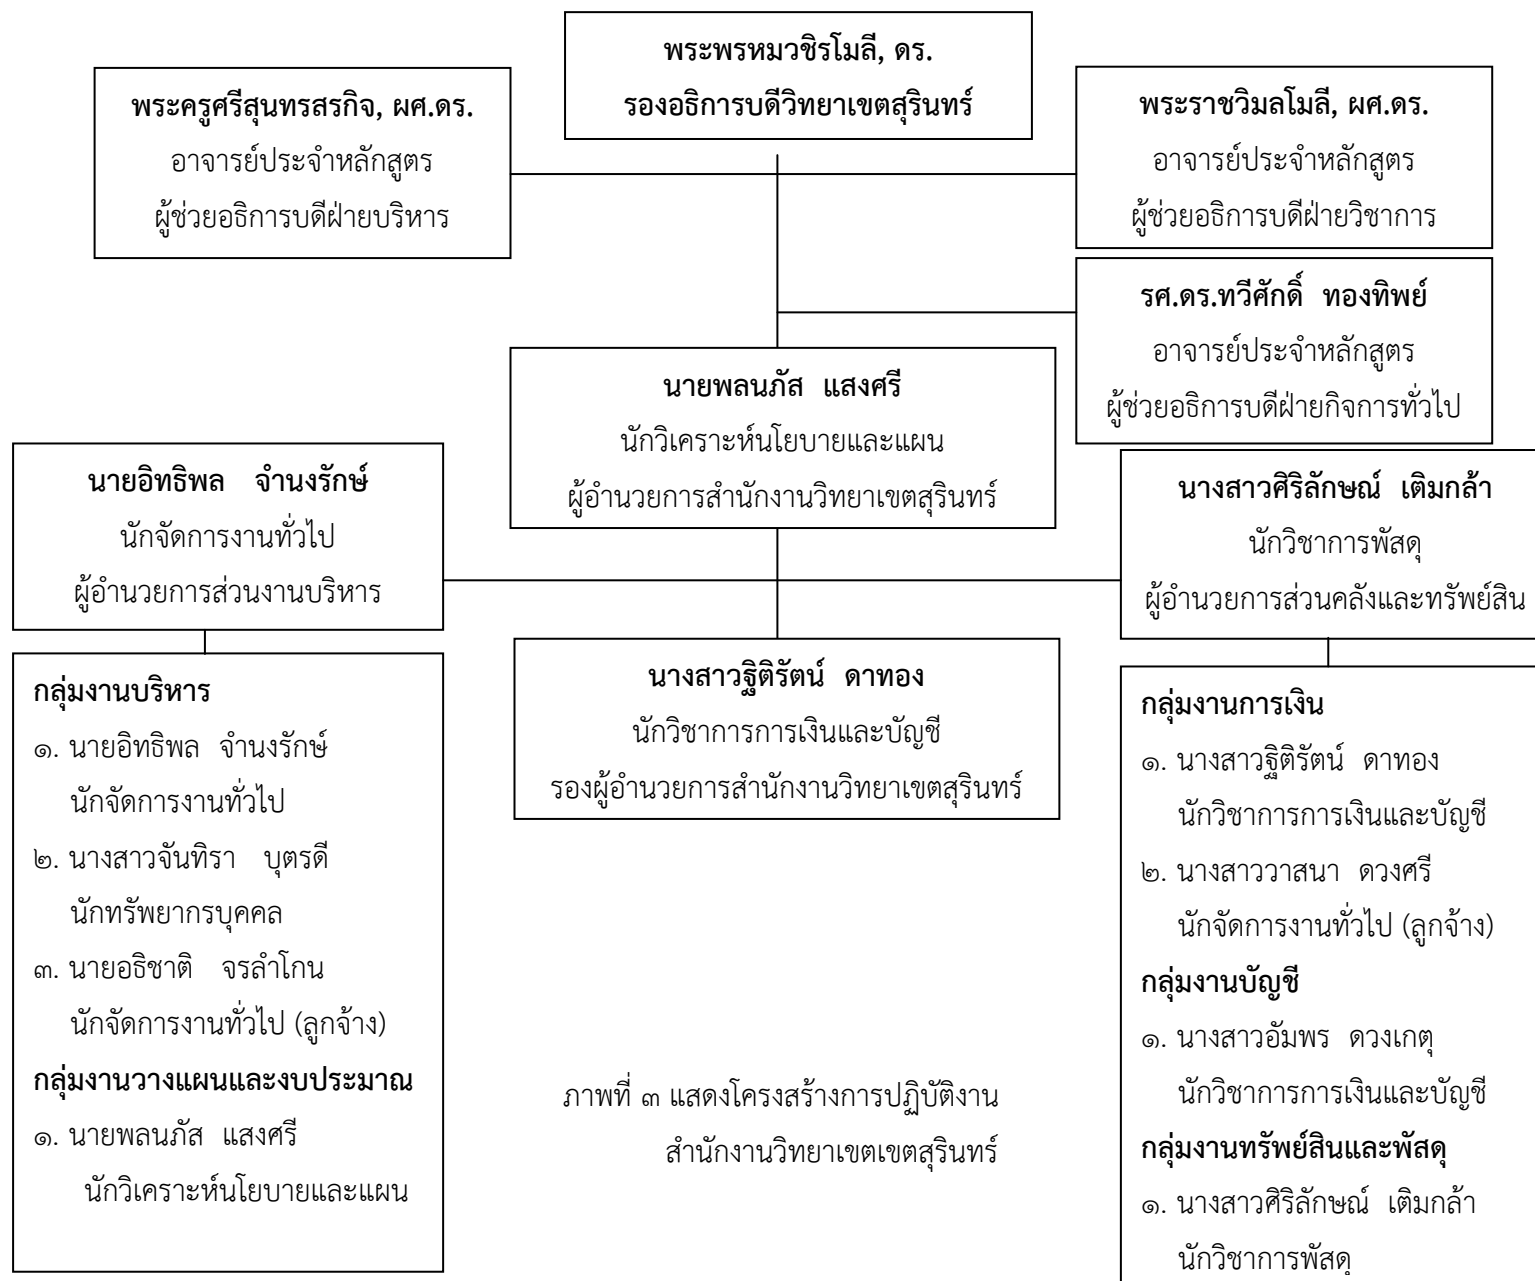 พระพรหมวชิรโมลี, ดร.
รองอธิการบดีวิทยาเขตสุรินทร์
พระครูศรีสุนทรสรกิจ, ผศ.ดร.
อาจารย์ประจำหลักสูตร
ผู้ช่วยอธิการบดีฝ่ายบริหาร
พระราชวิมลโมลี, ผศ.ดร.
อาจารย์ประจำหลักสูตร
ผู้ช่วยอธิการบดีฝ่ายวิชาการ
รศ.ดร.ทวีศักดิ์ ทองทิพย์
อาจารย์ประจำหลักสูตร
ผู้ช่วยอธิการบดีฝ่ายกิจการทั่วไป
นายพลนภัส แสงศรี
นักวิเคราะห์นโยบายและแผน
ผู้อำนวยการสำนักงานวิทยาเขตสุรินทร์
นายอิทธิพล จำนงรักษ์
นักจัดการงานทั่วไป
ผู้อำนวยการส่วนงานบริหาร
นางสาวศิริลักษณ์ เติมกล้า
นักวิชาการพัสดุ
ผู้อำนวยการส่วนคลังและทรัพย์สิน
นางสาวฐิติรัตน์ ดาทอง
นักวิชาการการเงินและบัญชี
รองผู้อำนวยการสำนักงานวิทยาเขตสุรินทร์
กลุ่มงานบริหาร
๑. นายอิทธิพล จำนงรักษ์
นักจัดการงานทั่วไป
๒. นางสาวจันทิรา บุตรดี
นักทรัพยากรบุคคล
๓. นายอธิชาติ จรลำโกน
นักจัดการงานทั่วไป (ลูกจ้าง)
กลุ่มงานวางแผนและงบประมาณ
๑. นายพลนภัส แสงศรี
นักวิเคราะห์นโยบายและแผน
กลุ่มงานการเงิน
๑. นางสาวฐิติรัตน์ ดาทอง
นักวิชาการการเงินและบัญชี
๒. นางสาววาสนา ดวงศรี
นักจัดการงานทั่วไป (ลูกจ้าง)
กลุ่มงานบัญชี
๑. นางสาวอัมพร ดวงเกตุ
นักวิชาการการเงินและบัญชี
กลุ่มงานทรัพย์สินและพัสดุ
๑. นางสาวศิริลักษณ์ เติมกล้า
นักวิชาการพัสดุ
ภาพที่ ๓ แสดงโครงสร้างการปฏิบัติงาน
สำนักงานวิทยาเขตเขตสุรินทร์